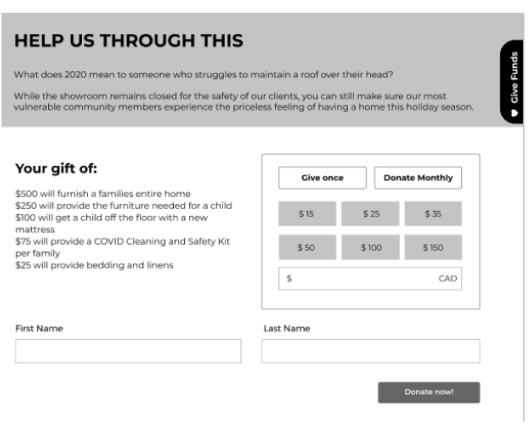 HELP US THROUGH THIS
What does 2020 mean to someone who struggles to maintain a roof over their head?
While the showroom remains closed for the safety of our clients, you can still make sure our most
vulnerable community members experience the priceless feeling of having a home this holiday season.
Give Funds
Your gift of:
$500 will furnish a families entire home
$250 will provide the furniture needed for a child
$100 will get a child off the floor with a new
mattress
$75 will provide a COVID Cleaning and Safety Kit
per family
$25 will provide bedding and linens
Give once
Donate Monthly
$ 15
$ 25
$ 35
$ 50
$ 100
$ 150
$ CAD
First Name
Last Name
Donate now!